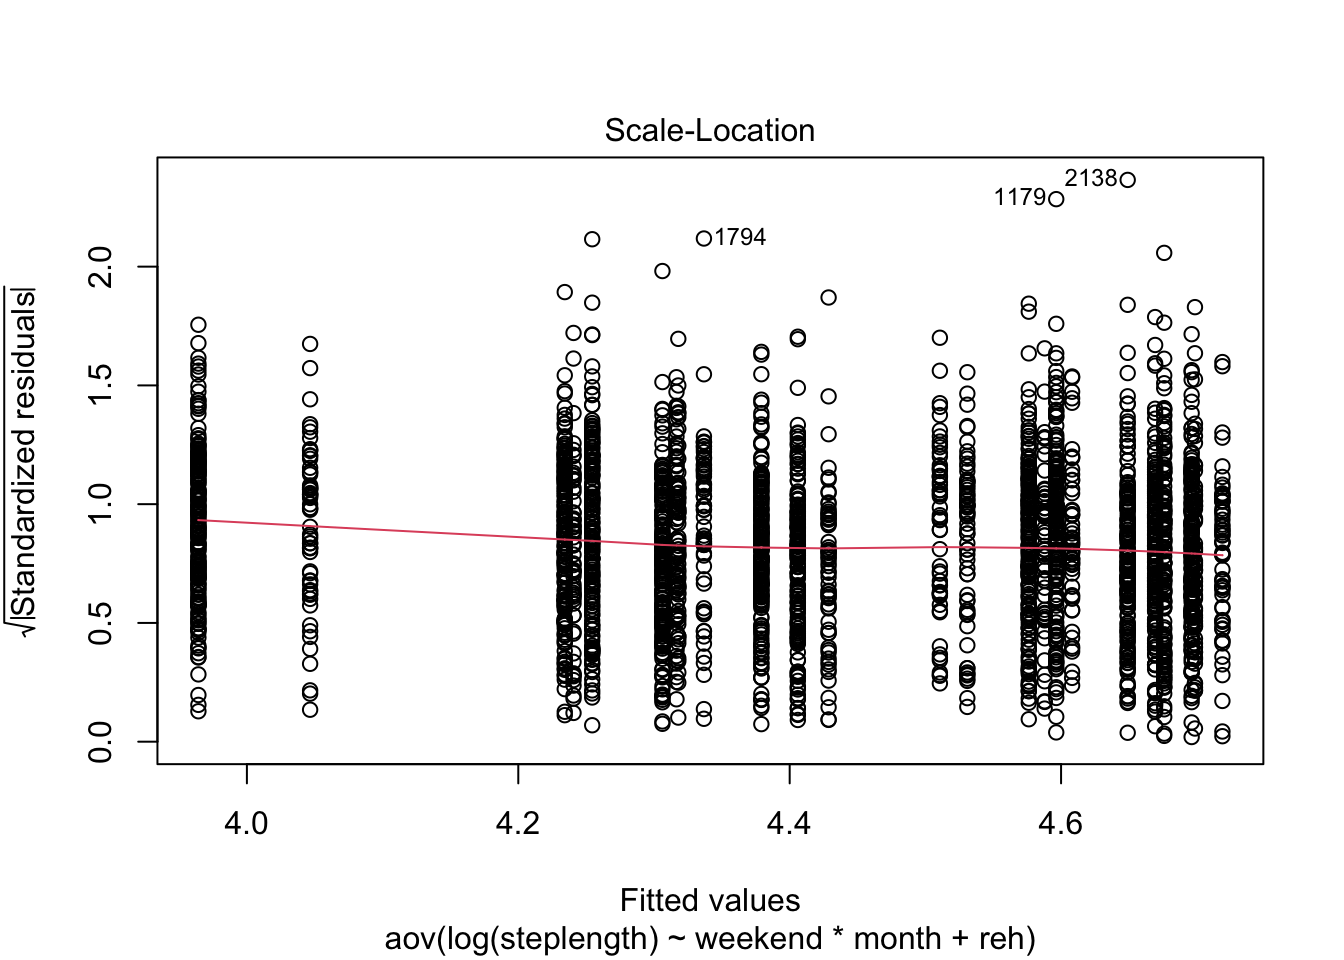 Scale-Location
2138
1179
1794
√|Standardized residuals|
2.0
1.5
1.0
0.5
0.0
4.0 4.2 4.4 4.6
Fitted values
aov(log(steplength) ~ weekend * month + reh)